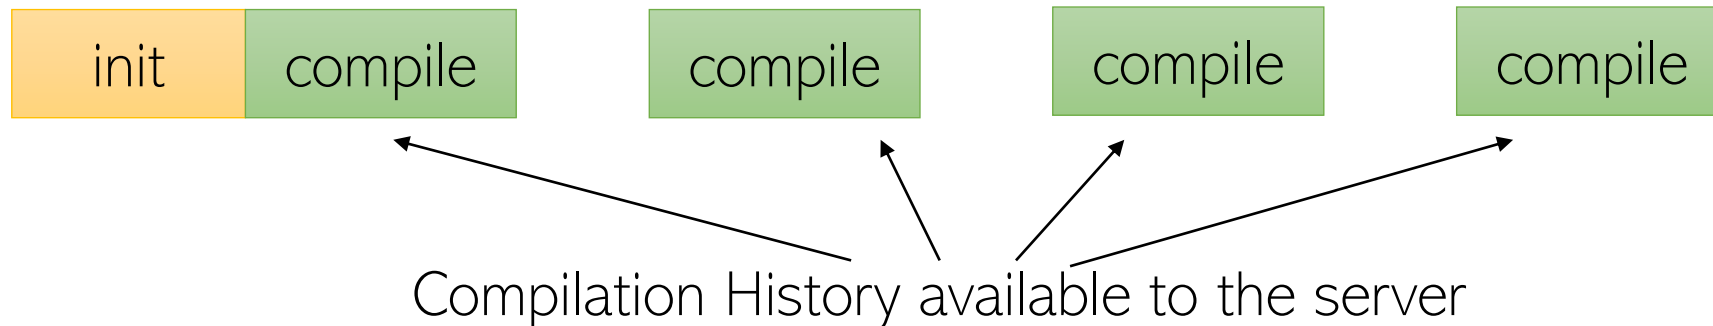 init compile compile compile compile
Compilation History available to the server